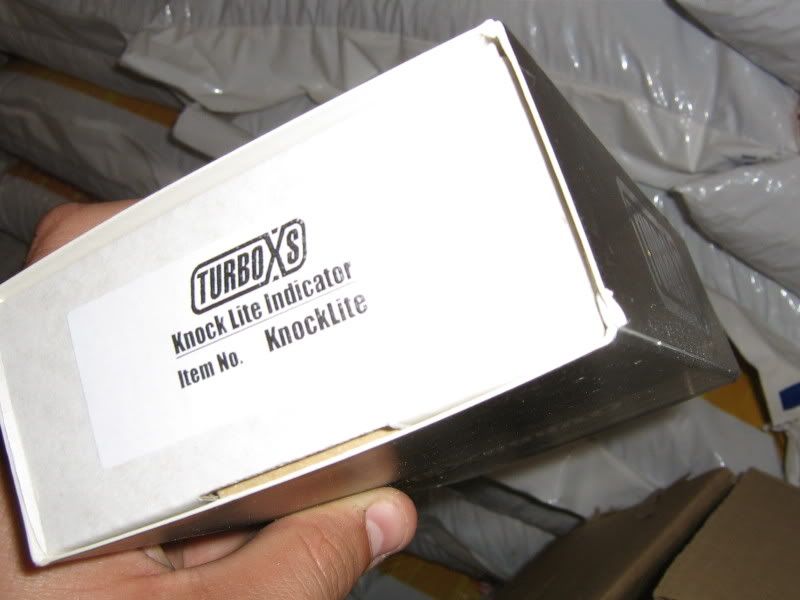 TURBOXS
Knock Lite Indicator
Item No. KnockLite